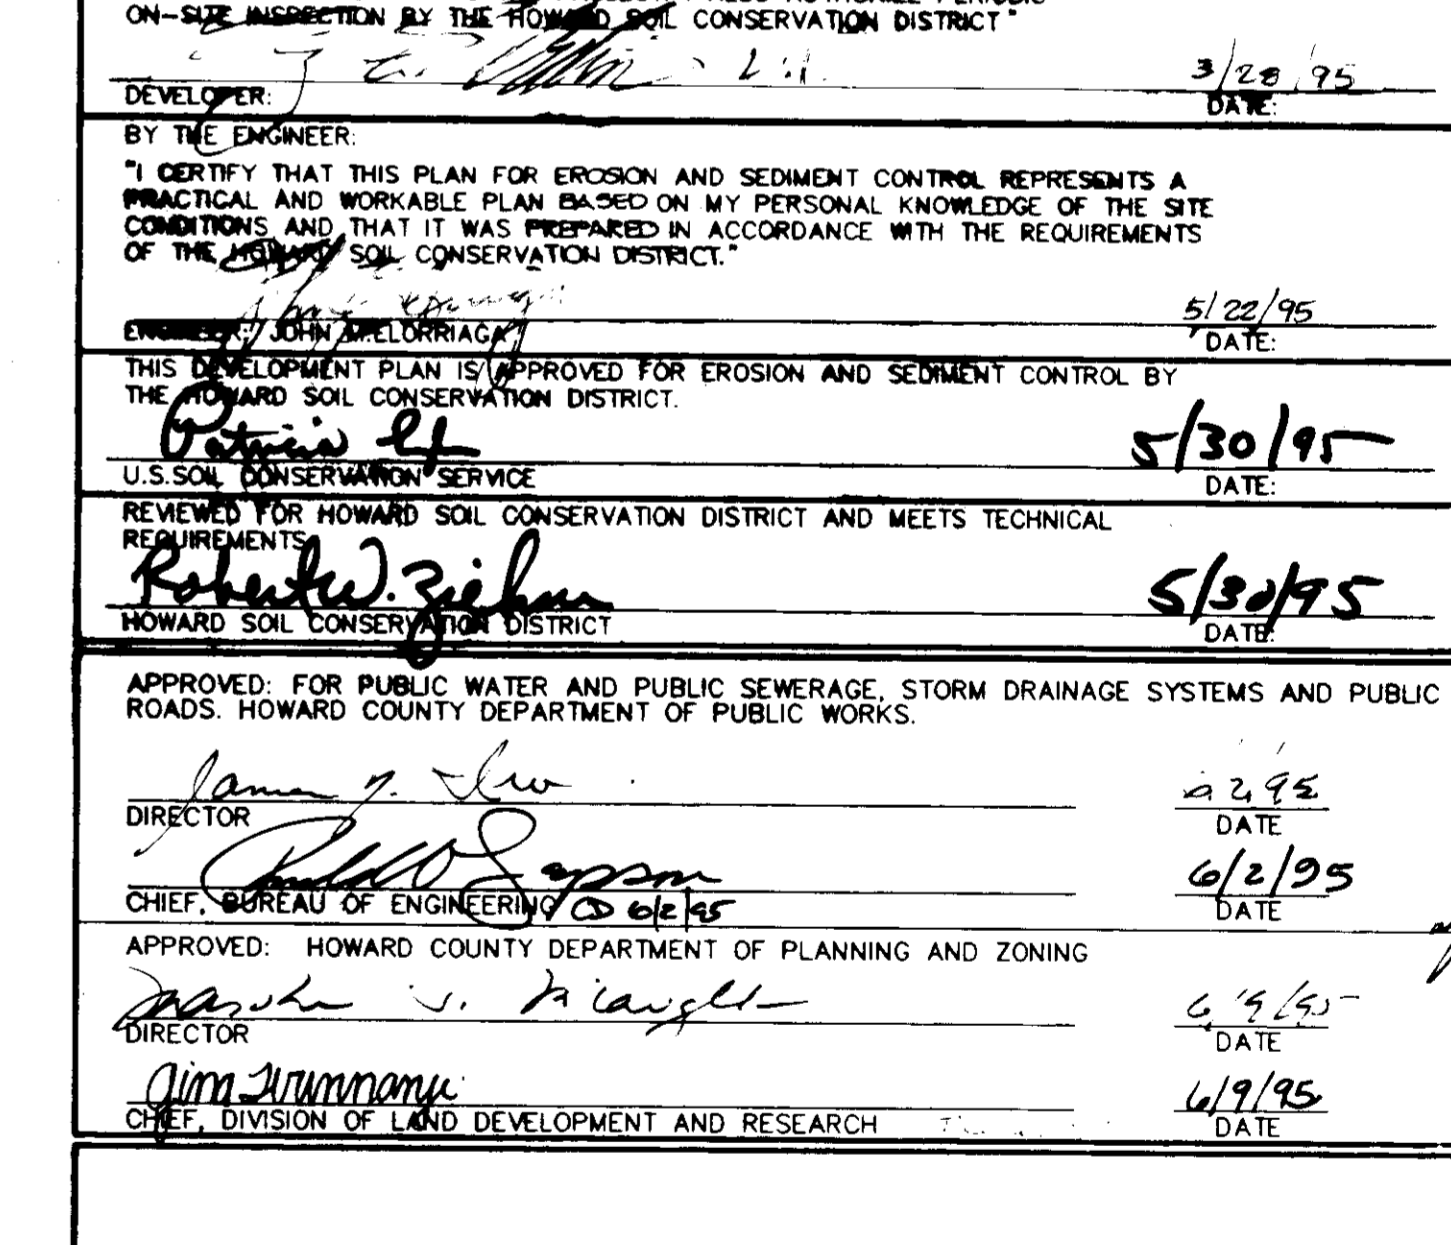 ON-SITE INSPECTION BY THE HOWARD SOIL CONSERVATION DISTRICT"
3/28/95
DEVELOPER:
DATE:
BY THE ENGINEER:
"I CERTIFY THAT THIS PLAN FOR EROSION AND SEDIMENT CONTROL REPRESENTS A
PRACTICAL AND WORKABLE PLAN BASED ON MY PERSONAL KNOWLEDGE OF THE SITE
CONDITIONS AND THAT IT WAS PREPARED IN ACCORDANCE WITH THE REQUIREMENTS
OF THE HOWARD SOIL CONSERVATION DISTRICT."
5/22/95
ENGINEER: JOHN M. ELORRIAGA
DATE:
THIS DEVELOPMENT PLAN IS APPROVED FOR EROSION AND SEDIMENT CONTROL BY
THE HOWARD SOIL CONSERVATION DISTRICT.
Patricia 5/30/95
U.S.SOIL CONSERVATION SERVICE
DATE:
REVIEWED FOR HOWARD SOIL CONSERVATION DISTRICT AND MEETS TECHNICAL
REQUIREMENTS
Robert W. Ziehm 5/30/95
HOWARD SOIL CONSERVATION DISTRICT
DATE:
APPROVED: FOR PUBLIC WATER AND PUBLIC SEWERAGE, STORM DRAINAGE SYSTEMS AND PUBLIC
ROADS. HOWARD COUNTY DEPARTMENT OF PUBLIC WORKS.
James
DIRECTOR
DATE
6/2/95
CHIEF, BUREAU OF ENGINEERING 6/2/95
DATE
APPROVED: HOWARD COUNTY DEPARTMENT OF PLANNING AND ZONING
6/9/95
DIRECTOR
DATE
6/9/95
CHIEF, DIVISION OF LAND DEVELOPMENT AND RESEARCH
DATE